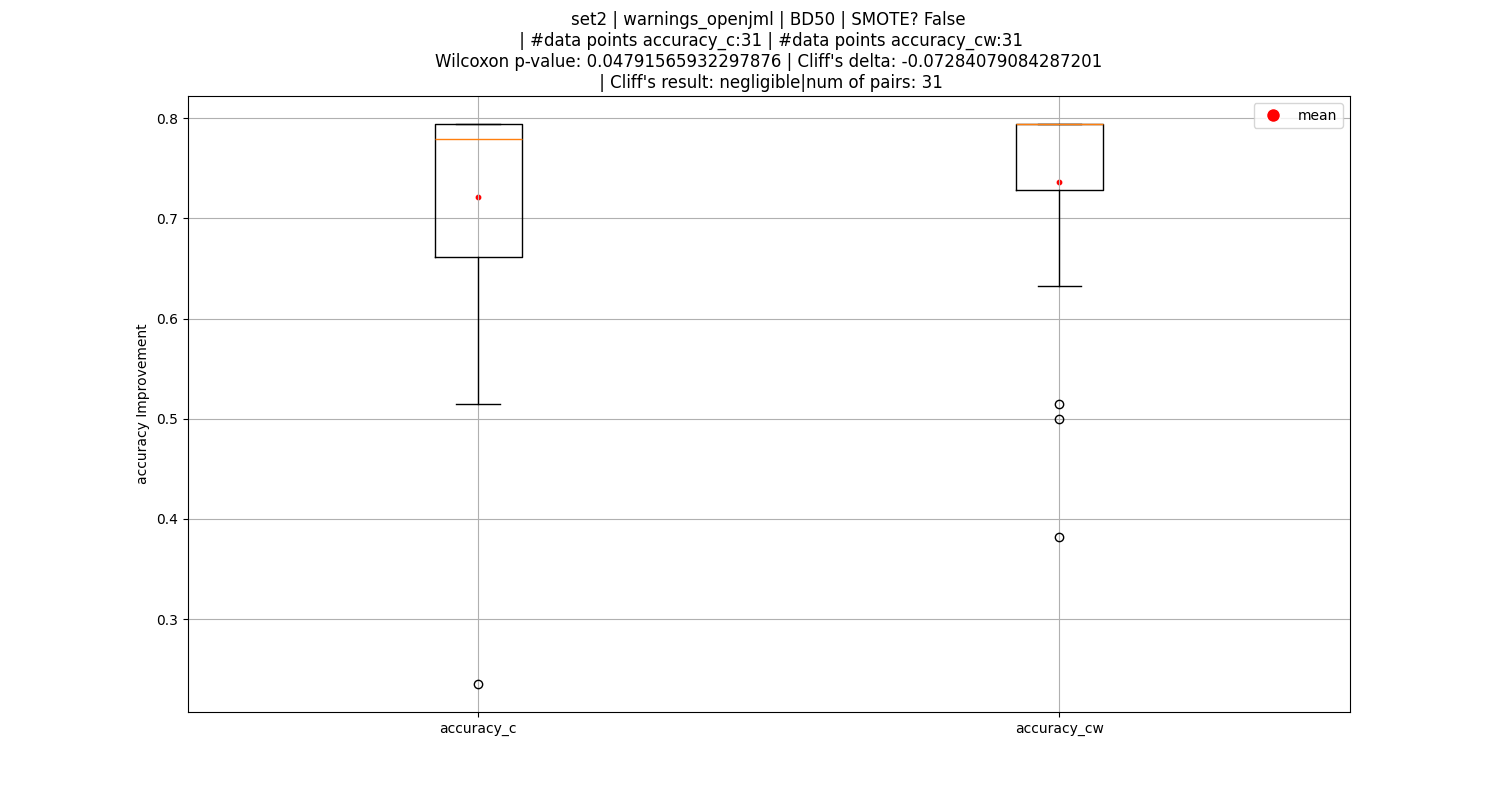 set2 | warnings_openjml | BD50 | SMOTE? False
| #data points accuracy_c:31 | #data points accuracy_cw:31
Wilcoxon p-value: 0.04791565932297876 | Cliff's delta: -0.07284079084287201
| Cliff's result: negligible|num of pairs: 31
mean
0.8
0.7
0.6
0.5
0.4
0.3
accuracy Improvement
accuracy_c
accuracy_cw